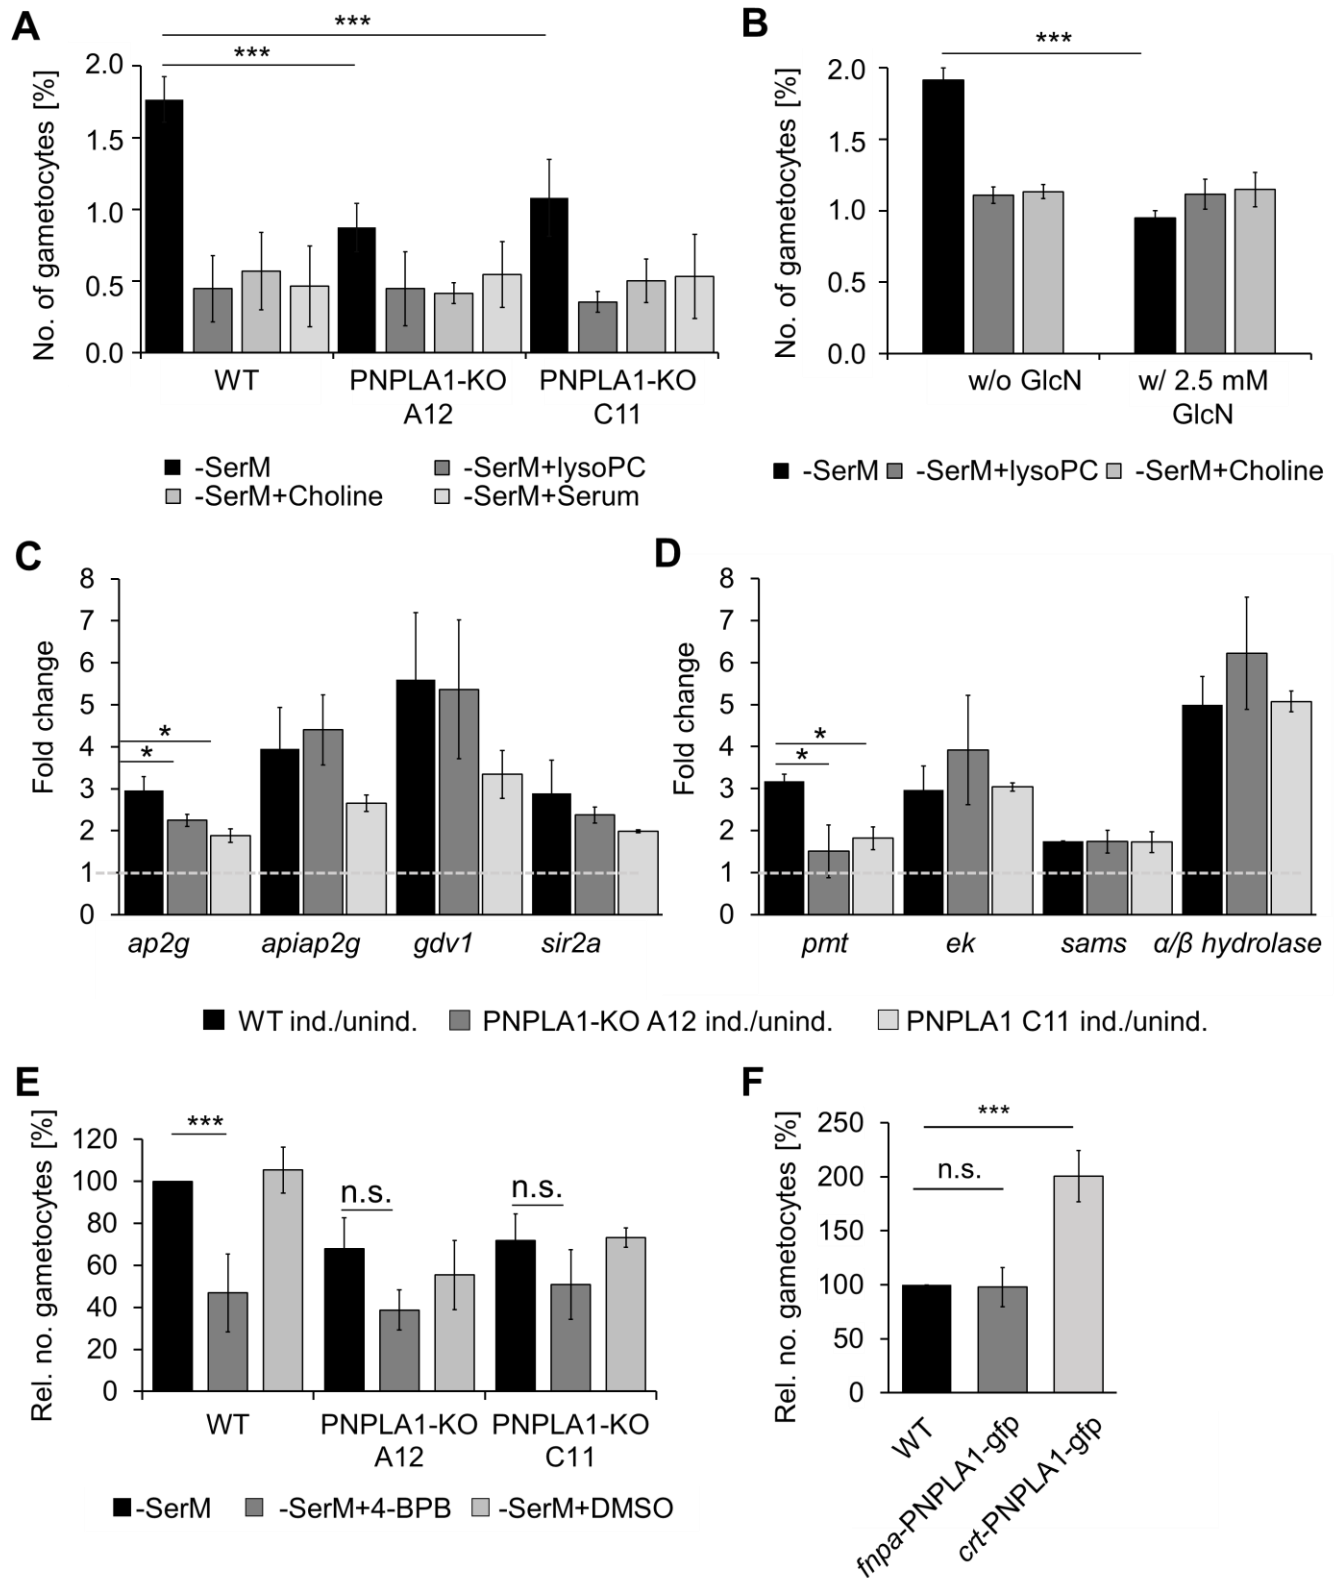 A
***
***
No. of gametocytes [%]
2.0
1.5
1.0
0.5
0.0
WT
PNPLA1-KO
A12
PNPLA1-KO
C11
-SerM
-SerM+lysoPC
-SerM+Choline
-SerM+Serum
B
***
No. of gametocytes [%]
2.0
1.5
1.0
0.5
0.0
w/o GlcN
w/ 2.5 mM
GlcN
-SerM
-SerM+lysoPC
-SerM+Choline
C
Fold change
8
7
6
5
4
3
2
1
0
*
*
ap2g
apiap2g
gdv1
sir2a
D
Fold change
8
7
6
5
4
3
2
1
0
*
*
pmt
ek
sams
α/β hydrolase
WT ind./unind.
PNPLA1-KO A12 ind./unind.
PNPLA1 C11 ind./unind.
E
Rel. no. gametocytes [%]
120
100
80
60
40
20
0
***
n.s.
n.s.
WT
PNPLA1-KO
A12
PNPLA1-KO
C11
-SerM
-SerM+4-BPB
-SerM+DMSO
F
Rel. no. gametocytes [%]
250
200
150
100
50
0
***
n.s.
WT
fnpa-PNPLA1-gfp
crt-PNPLA1-gfp